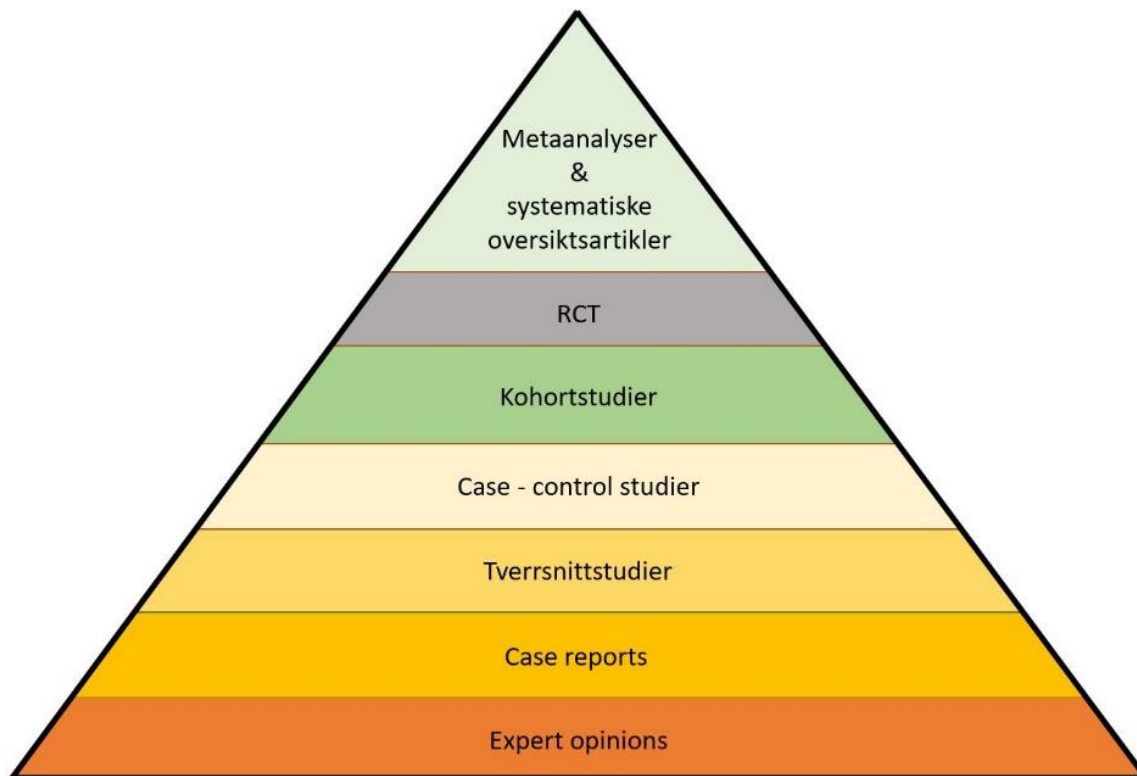 Metaanalyser
&
systematiske
oversiktsartikler
RCT
Kohortstudier
Case - control studier
Tverrsnittstudier
Case reports
Expert opinions